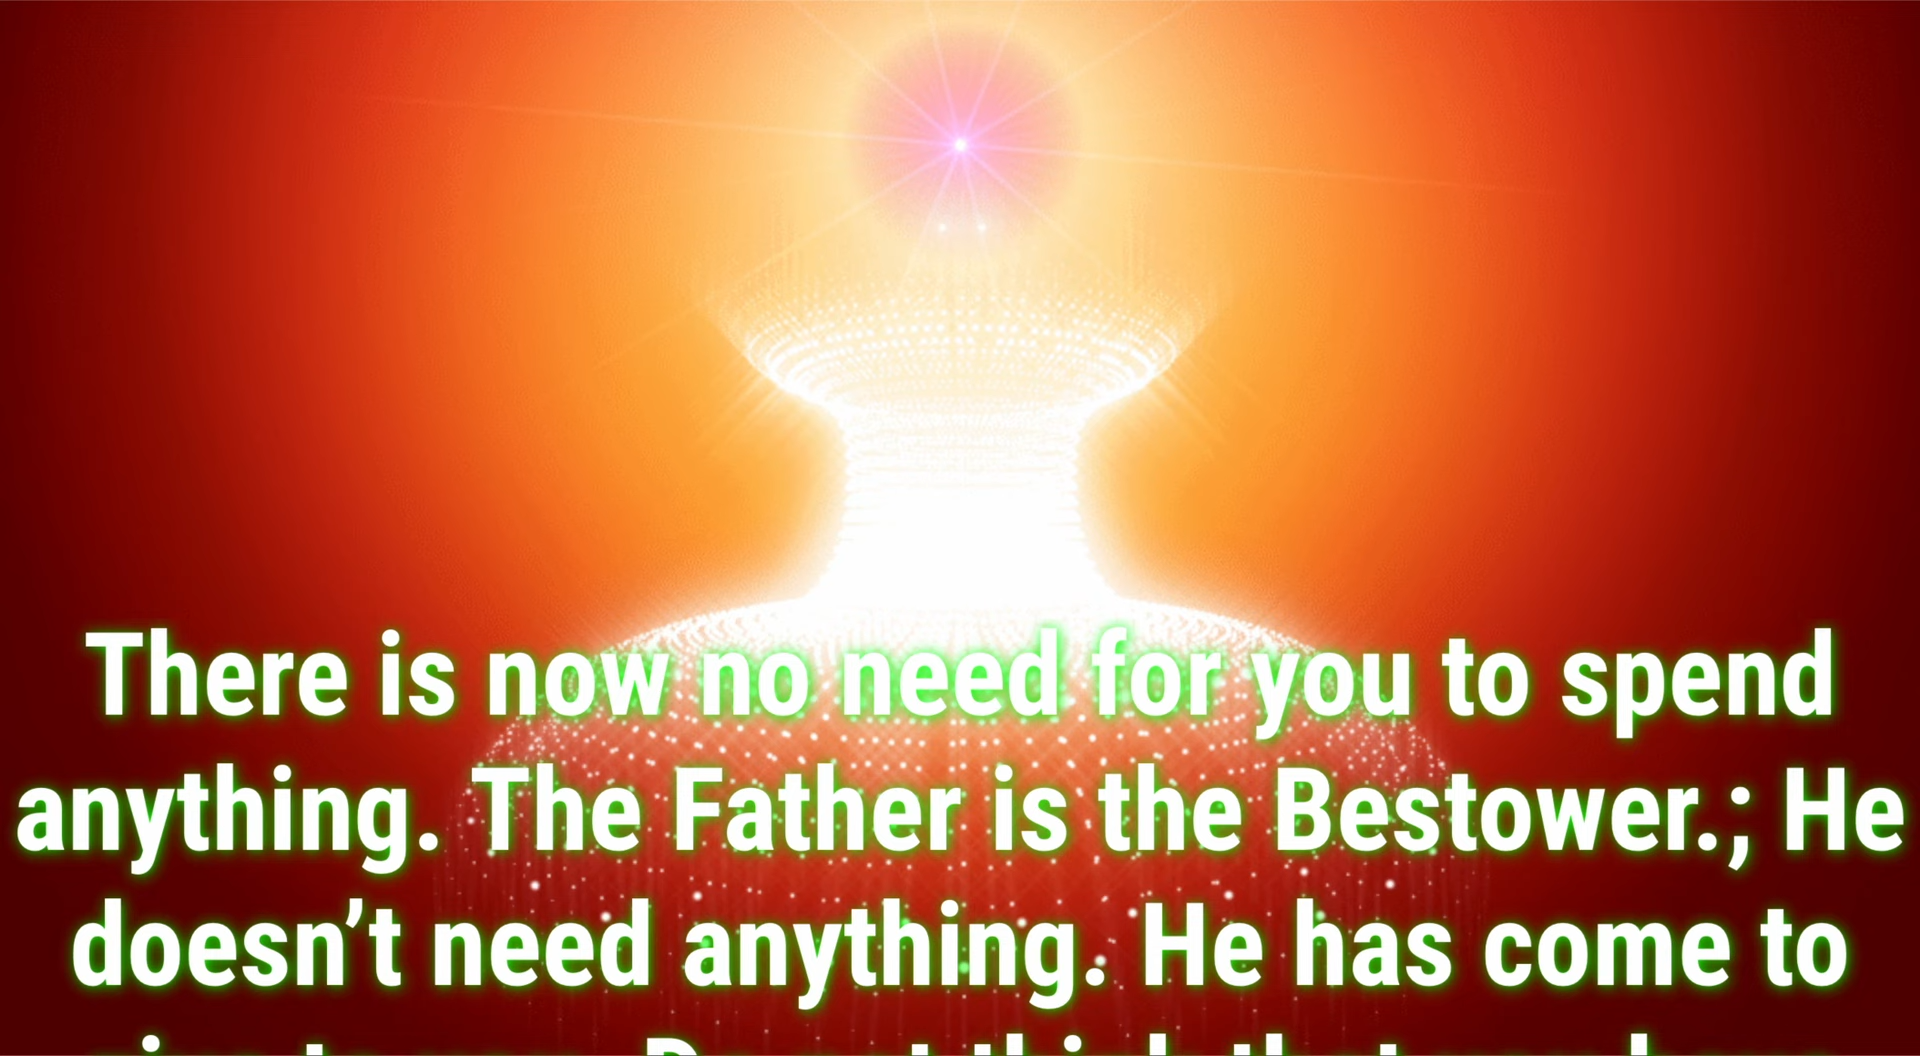 There is now no need for you to spend
anything. The Father is the Bestower.; He
doesn’t need anything. He has come to